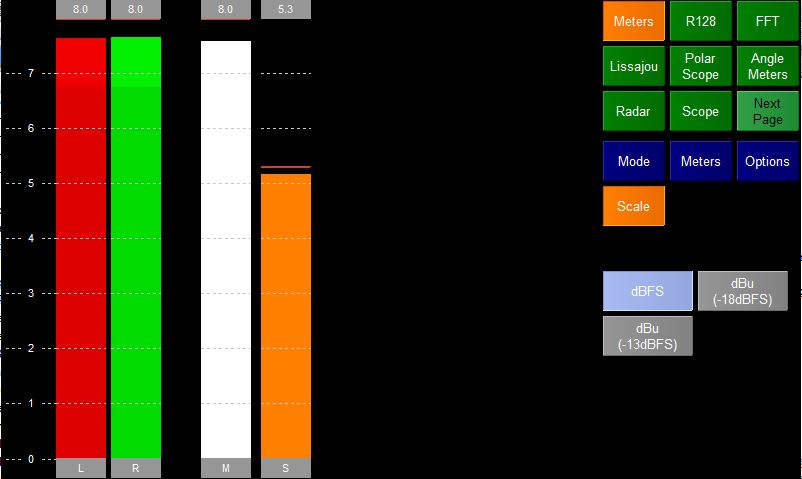 8.0 8.0 8.0 5.3
7
6
5
4
3
2
1
0
L R M S
Meters R128 FFT
Lissajou
Polar
Scope
Angle
Meters
Radar Scope
Next
Page
Mode Meters Options
Scale
dBFS
dBu
(-18dBFS)
dBu
(-13dBFS)